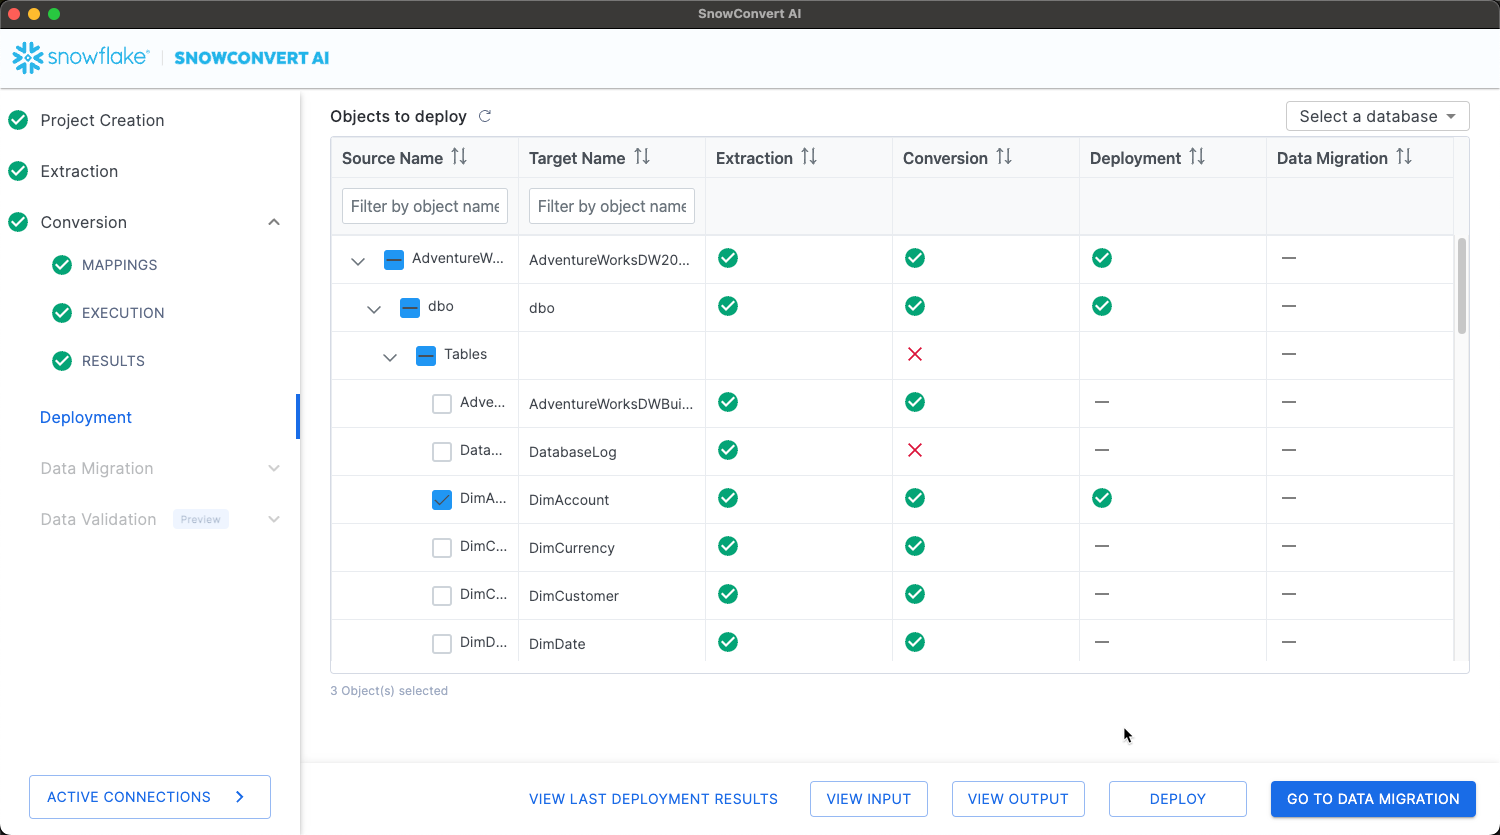 SnowConvert AI
snowflake
SNOWCONVERT AI
Project Creation
Extraction
Conversion
MAPPINGS
EXECUTION
RESULTS
Deployment
Data Migration
Data Validation Preview
ACTIVE CONNECTIONS
Objects to deploy
Select a database
Source Name Target Name Extraction Conversion Deployment Data Migration
Filter by object name Filter by object name
AdventureW... AdventureWorksDW20...
dbo dbo
Tables
Adve... AdventureWorksDWBui...
Data... DatabaseLog
DimA... DimAccount
DimC... DimCurrency
DimC... DimCustomer
DimD... DimDate
3 Object(s) selected
VIEW LAST DEPLOYMENT RESULTS VIEW INPUT VIEW OUTPUT DEPLOY GO TO DATA MIGRATION